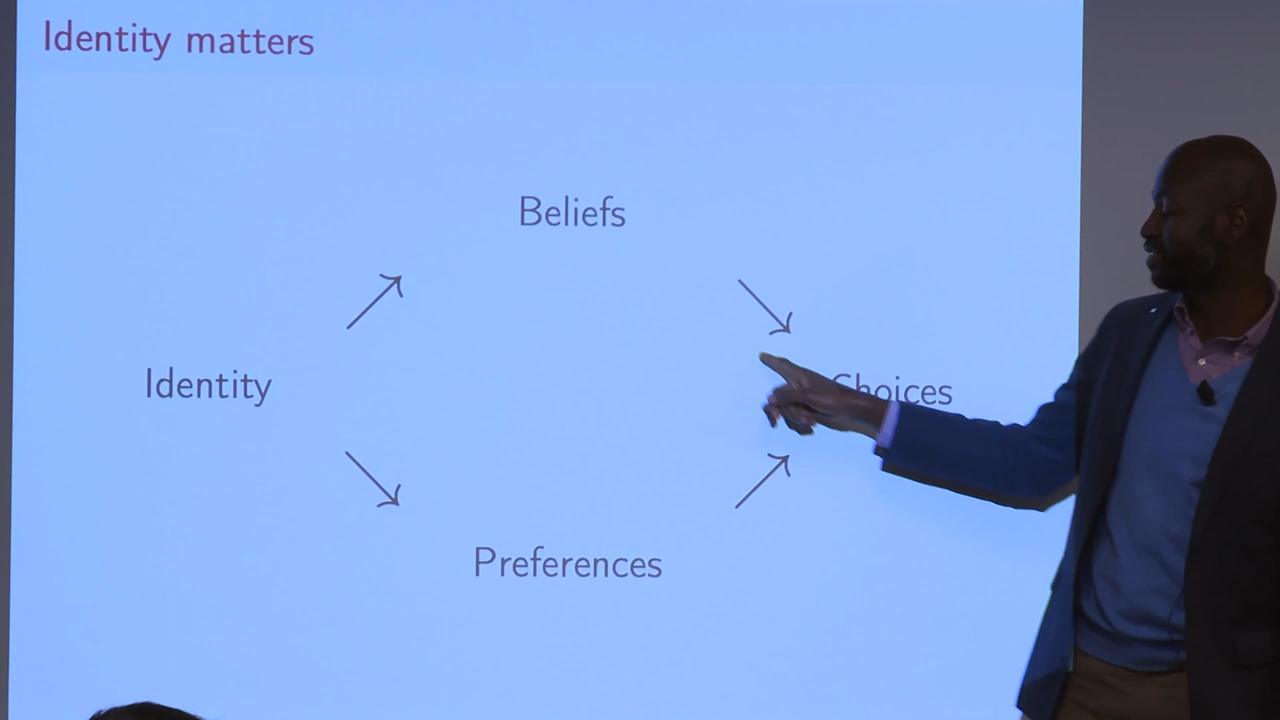 Identity matters
Beliefs
Identity
Choices
Preferences